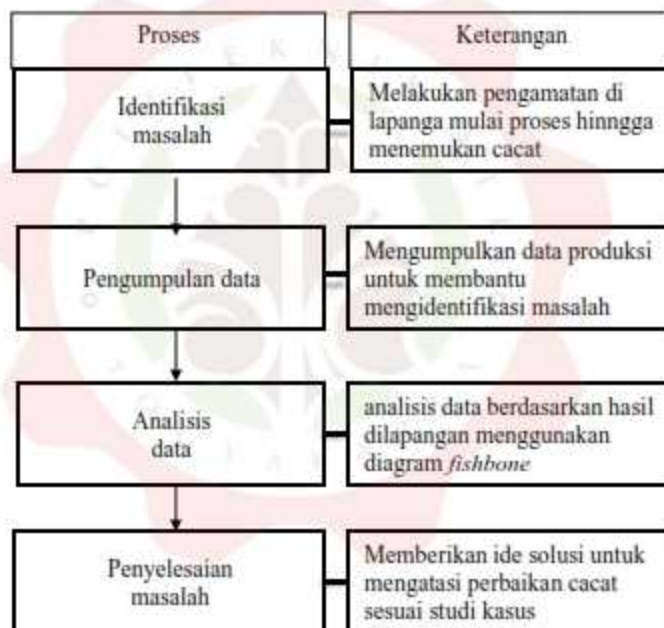 Proses
Keterangan
Identifikasi
masalah
Melakukan pengamatan di
lapanga mulai proses hinngga
menemukan cacat
Pengumpulan data
Mengumpulkan data produksi
untuk membantu
mengidentifikasi masalah
Analisis
data
analisis data berdasarkan hasil
dilapangan menggunakan
diagram fishbone
Penyelesaian
masalah
Memberikan ide solusi untuk
mengatasi perbaikan cacat
sesuai studi kasus